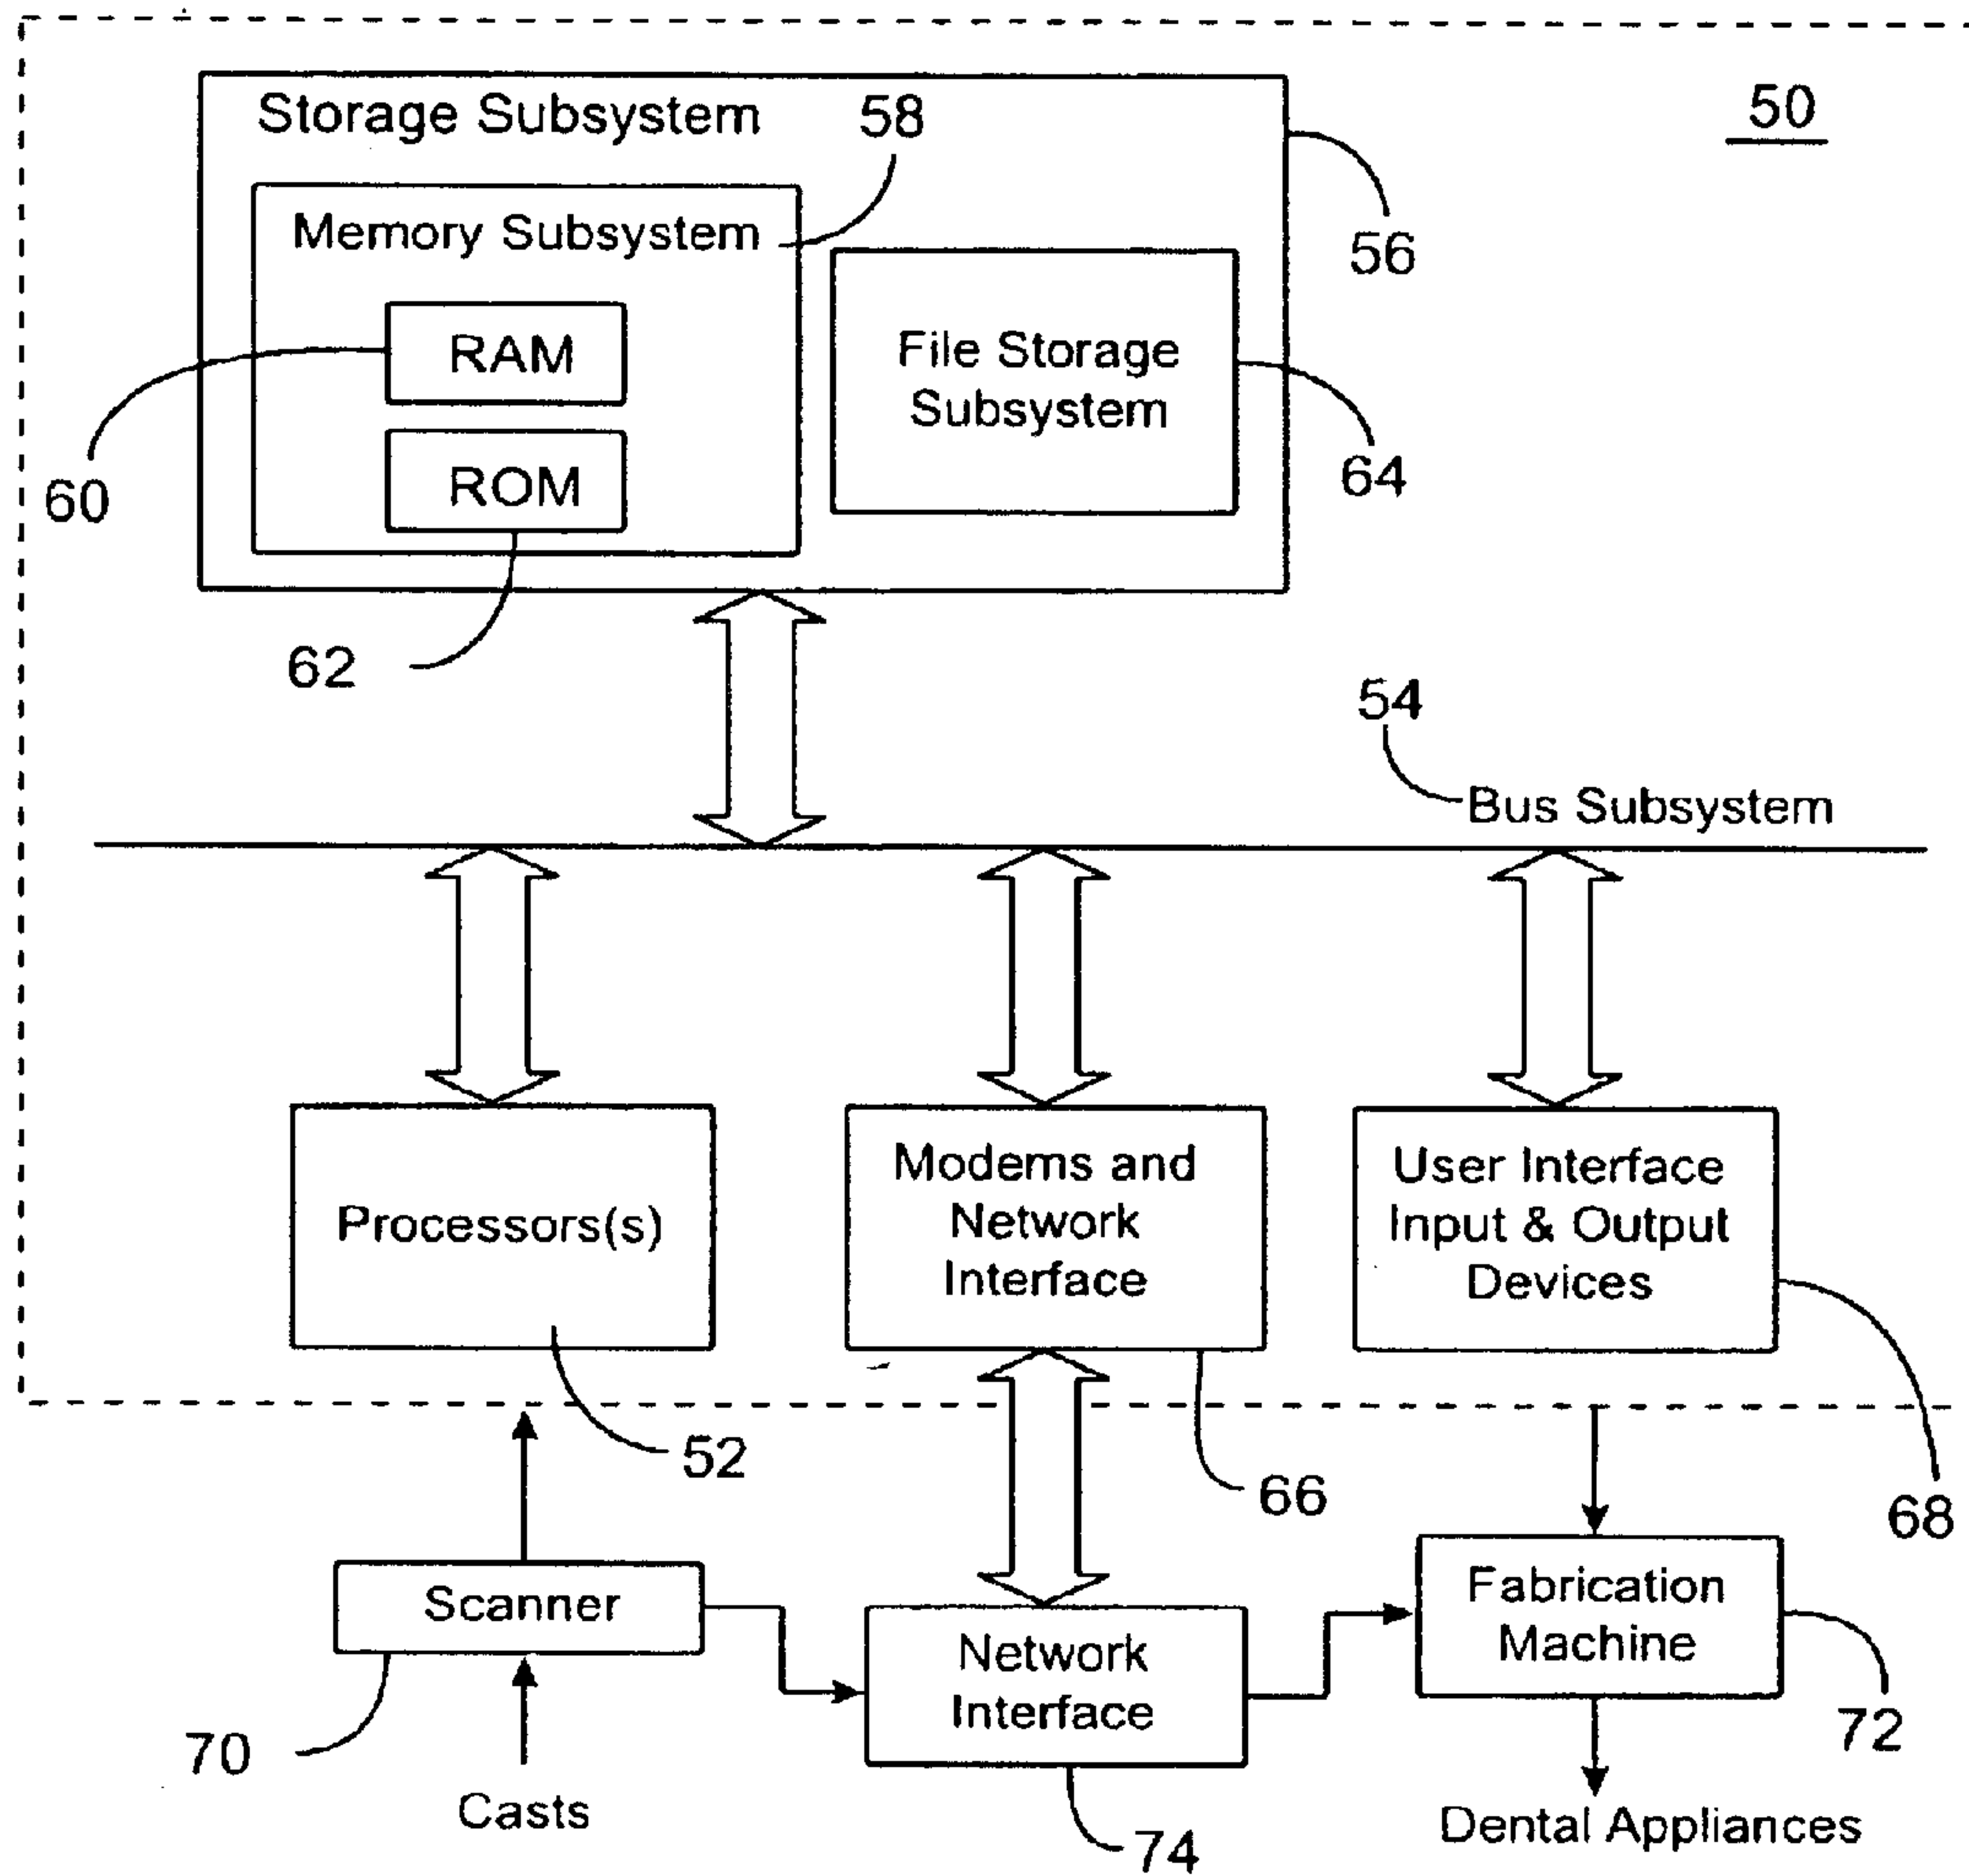 50
Storage Subsystem
58
Memory Subsystem
56
RAM
File Storage
Subsystem
60
ROM
64
62
54
Bus Subsystem
Processors(s)
Modems and
Network
Interface
User Interface
Input & Output
Devices
52
66
68
Scanner
Fabrication
Machine
Network
Interface
70
72
Casts
74
Dental Appliances